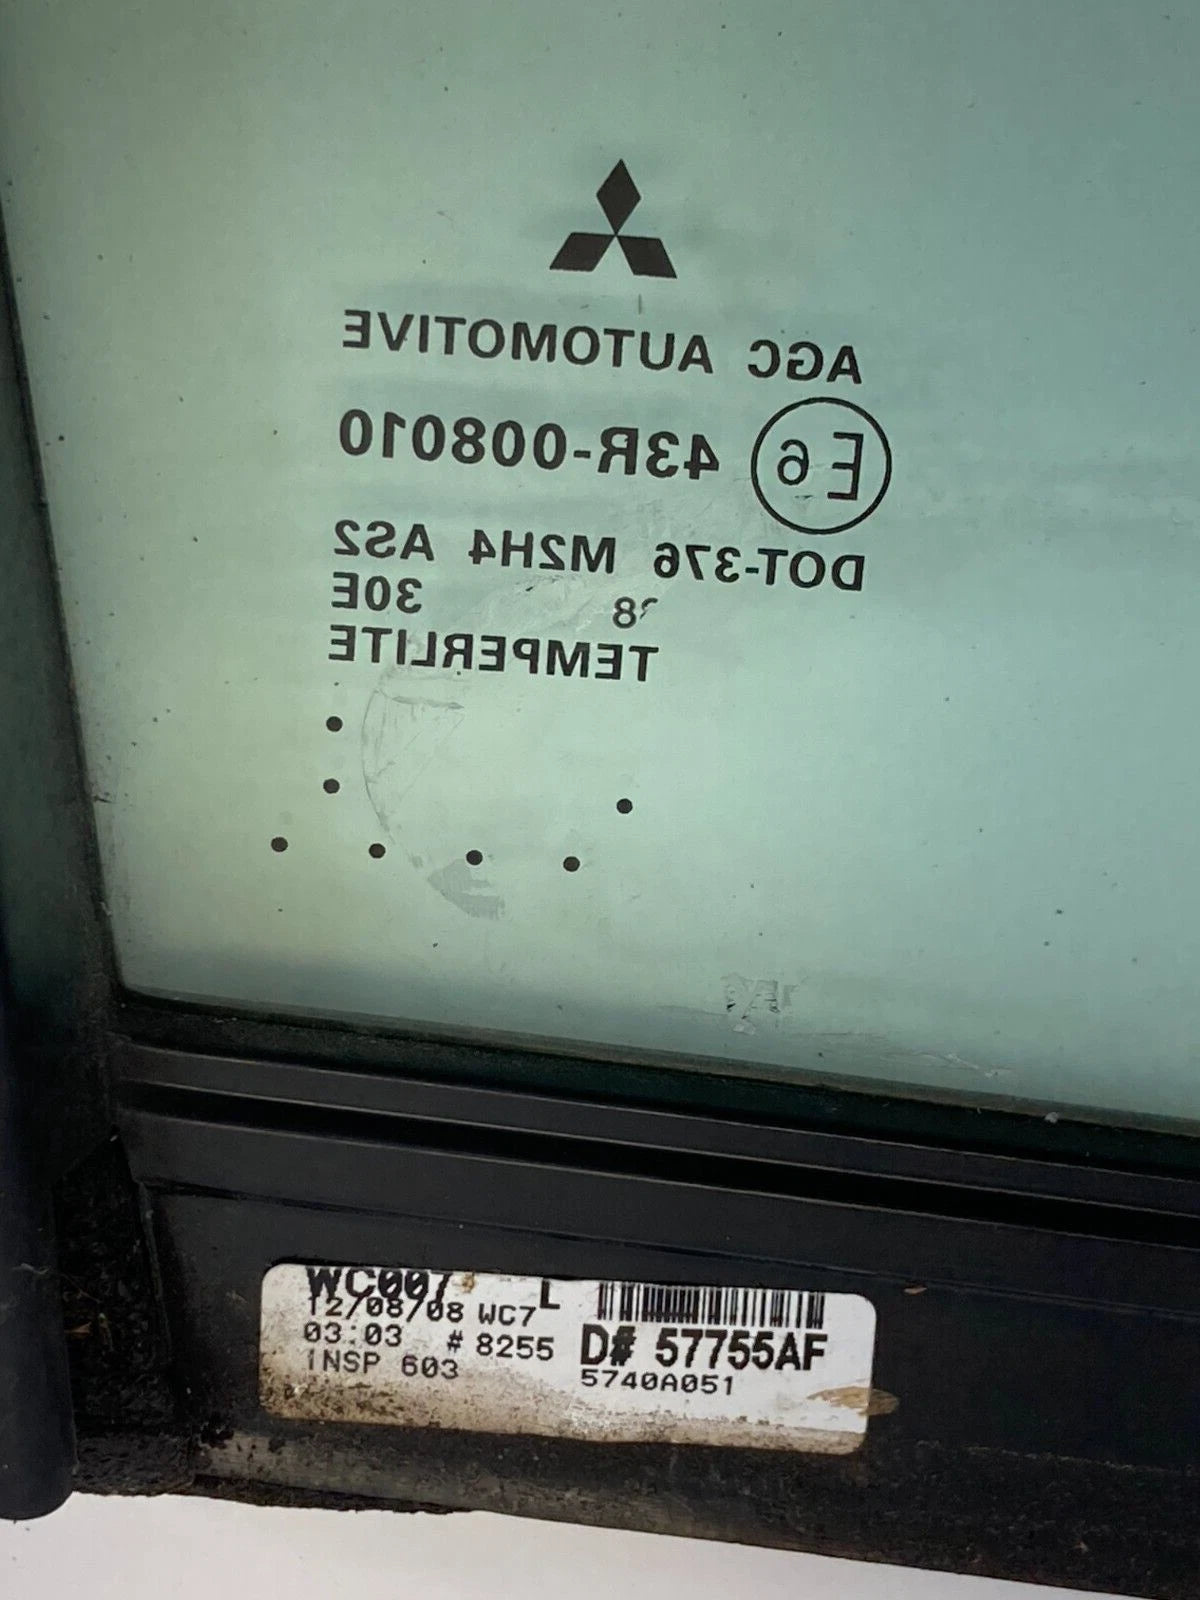 AGC AUTOMOTIVE
E6 43R-008010
DOT-376 M2H4 AS2
30E
TEMPERLITE
WC007 L
12/08/08 WC7
03:03 # 8255 D# 57755AF
INSP 603 5740A051